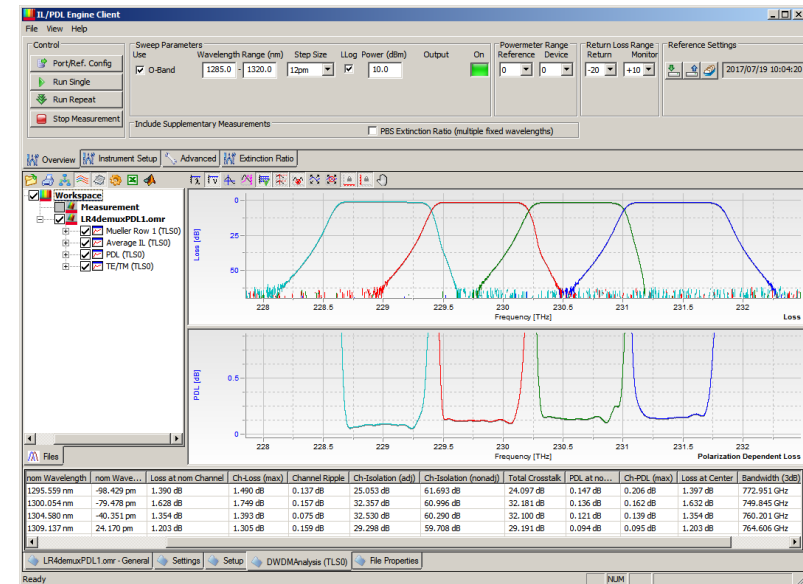 IL/PDL Engine Client
File View Help
Control
Port/Ref. Config
Run Single
Run Repeat
Stop Measurement
Sweep Parameters
Use Wavelength Range (nm) Step Size LLog Power (dBm) Output On
O-Band 1285.0 - 1320.0 12pm 10.0
Include Supplementary Measurements
PBS Extinction Ratio (multiple fixed wavelengths)
Powermeter Range
Reference Device
0 0
Return Loss Range
Return Monitor
-20 +10
Reference Settings
2017/07/19 10:04:20
Overview Instrument Setup Advanced Extinction Ratio
Workspace
Measurement
LR4demuxPDL1.omr
Mueller Row 1 (TLS0)
Average IL (TLS0)
PDL (TLS0)
TE/TM (TLS0)
Files
Loss [dB]
0
25
50
228 228.5 229 229.5 230 230.5 231 231.5 232
Frequency [THz] Loss
PDL [dB]
0.5
0
228 228.5 229 229.5 230 230.5 231 231.5 232
Frequency [THz] Polarization Dependent Loss
nom Wavelength nom Wave... Loss at nom Channel Ch-Loss (max) Channel Ripple Ch-Isolation (adj) Ch-Isolation (nonadj) Total Crosstalk PDL at no... Ch-PDL (max) Loss at Center Bandwidth (3dB)
1295.559 nm -98.429 pm 1.390 dB 1.490 dB 0.137 dB 25.053 dB 61.693 dB 24.097 dB 0.147 dB 0.206 dB 1.397 dB 772.951 GHz
1300.054 nm -79.478 pm 1.628 dB 1.749 dB 0.157 dB 32.357 dB 60.996 dB 32.181 dB 0.136 dB 0.162 dB 1.632 dB 749.845 GHz
1304.580 nm -40.351 pm 1.354 dB 1.393 dB 0.075 dB 32.530 dB 60.290 dB 32.100 dB 0.121 dB 0.139 dB 1.354 dB 760.201 GHz
1309.137 nm 24.170 pm 1.203 dB 1.305 dB 0.159 dB 29.298 dB 59.708 dB 29.191 dB 0.094 dB 0.095 dB 1.203 dB 764.606 GHz
LR4demuxPDL1.omr - General Settings Setup DWDMAnalysis (TLS0) File Properties
Ready NUM